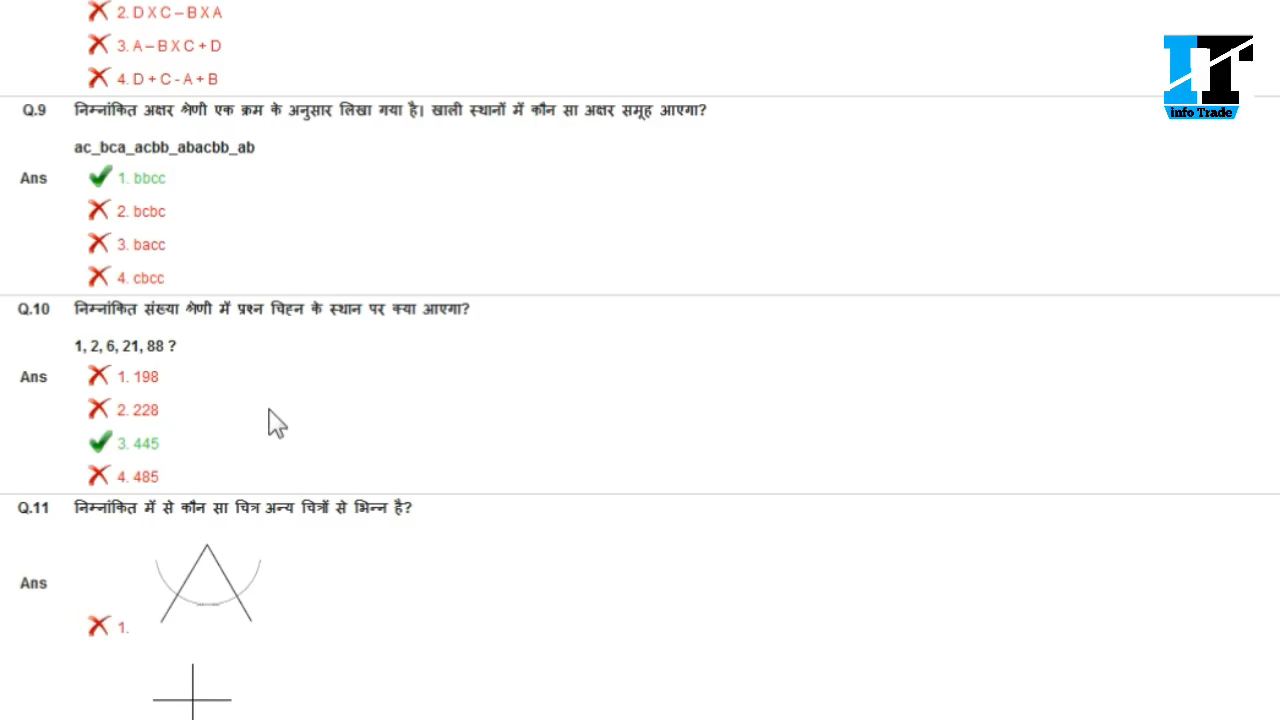 2. D X C – B X A
3. A – B X C + D
4. D + C - A + B
IT
info Trade
Q.9 निम्नांकित अक्षर श्रेणी एक क्रम के अनुसार लिखा गया है। खाली स्थानों में कौन सा अक्षर समूह आएगा?
ac_bca_acbb_abacbb_ab
Ans 1. bbcc
2. bcbc
3. bacc
4. cbcc
Q.10 निम्नांकित संख्या श्रेणी में प्रश्न चिह्न के स्थान पर क्या आएगा?
1, 2, 6, 21, 88 ?
Ans 1. 198
2. 228
3. 445
4. 485
Q.11 निम्नांकित में से कौन सा चित्र अन्य चित्रों से भिन्न है?
Ans
1.